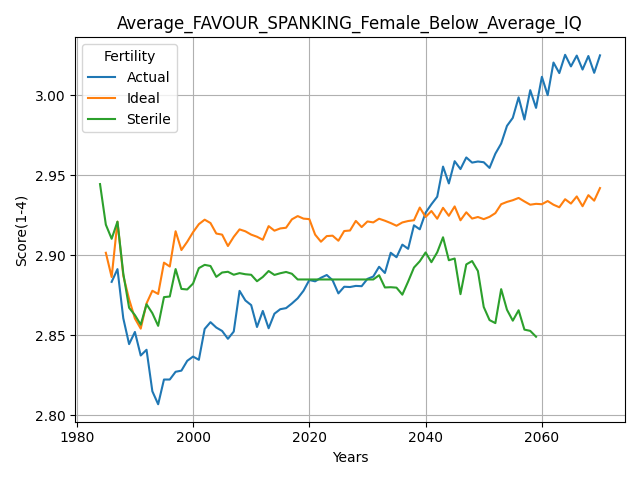 Average_FAVOUR_SPANKING_Female_Below_Average_IQ
Fertility
Actual
Ideal
Sterile
Score(1-4)
3.00
2.95
2.90
2.85
2.80
1980 2000 2020 2040 2060
Years